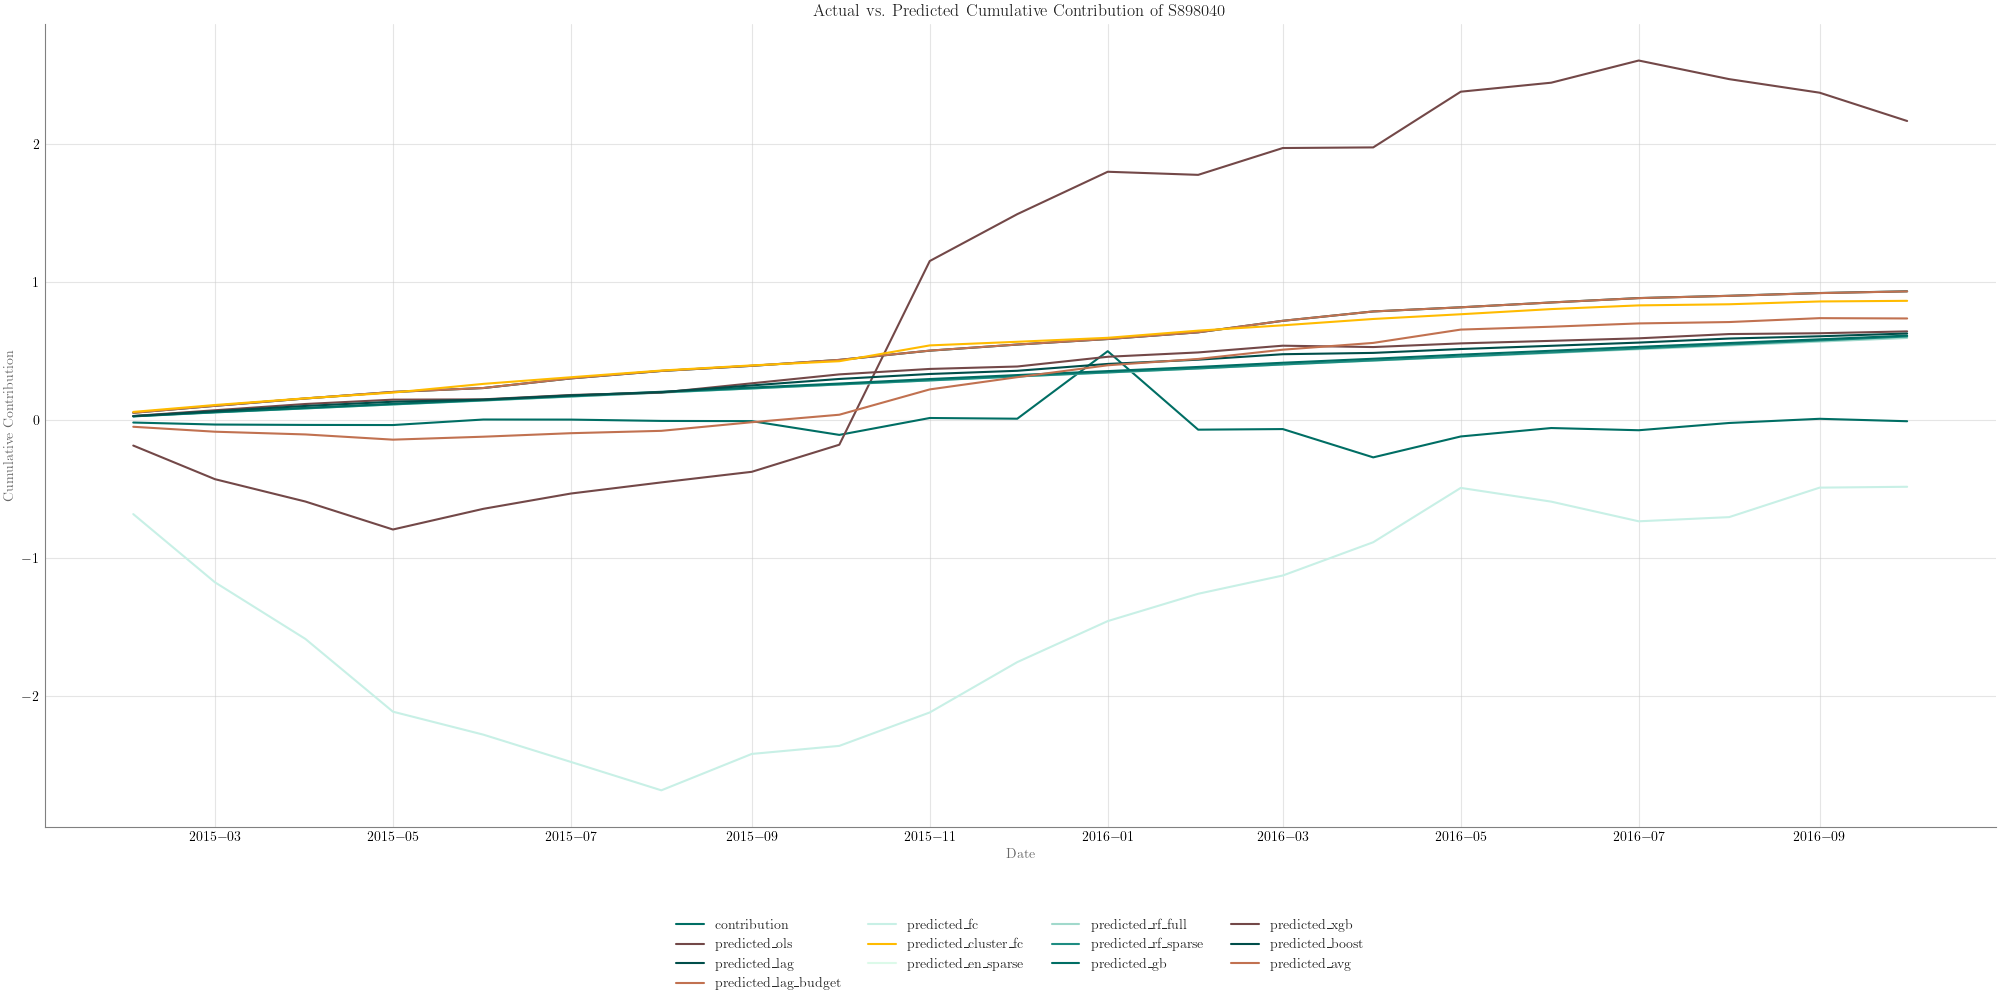 Actual vs. Predicted Cumulative Contribution of S898040
Cumulative Contribution
2
1
0
−1
−2
2015−03 2015−05 2015−07 2015−09 2015−11 2016−01 2016−03 2016−05 2016−07 2016−09
Date
contribution predicted_fc predicted_rf_full predicted_xgb
predicted_ols predicted_cluster_fc predicted_rf_sparse predicted_boost
predicted_lag predicted_en_sparse predicted_gb predicted_avg
predicted_lag_budget